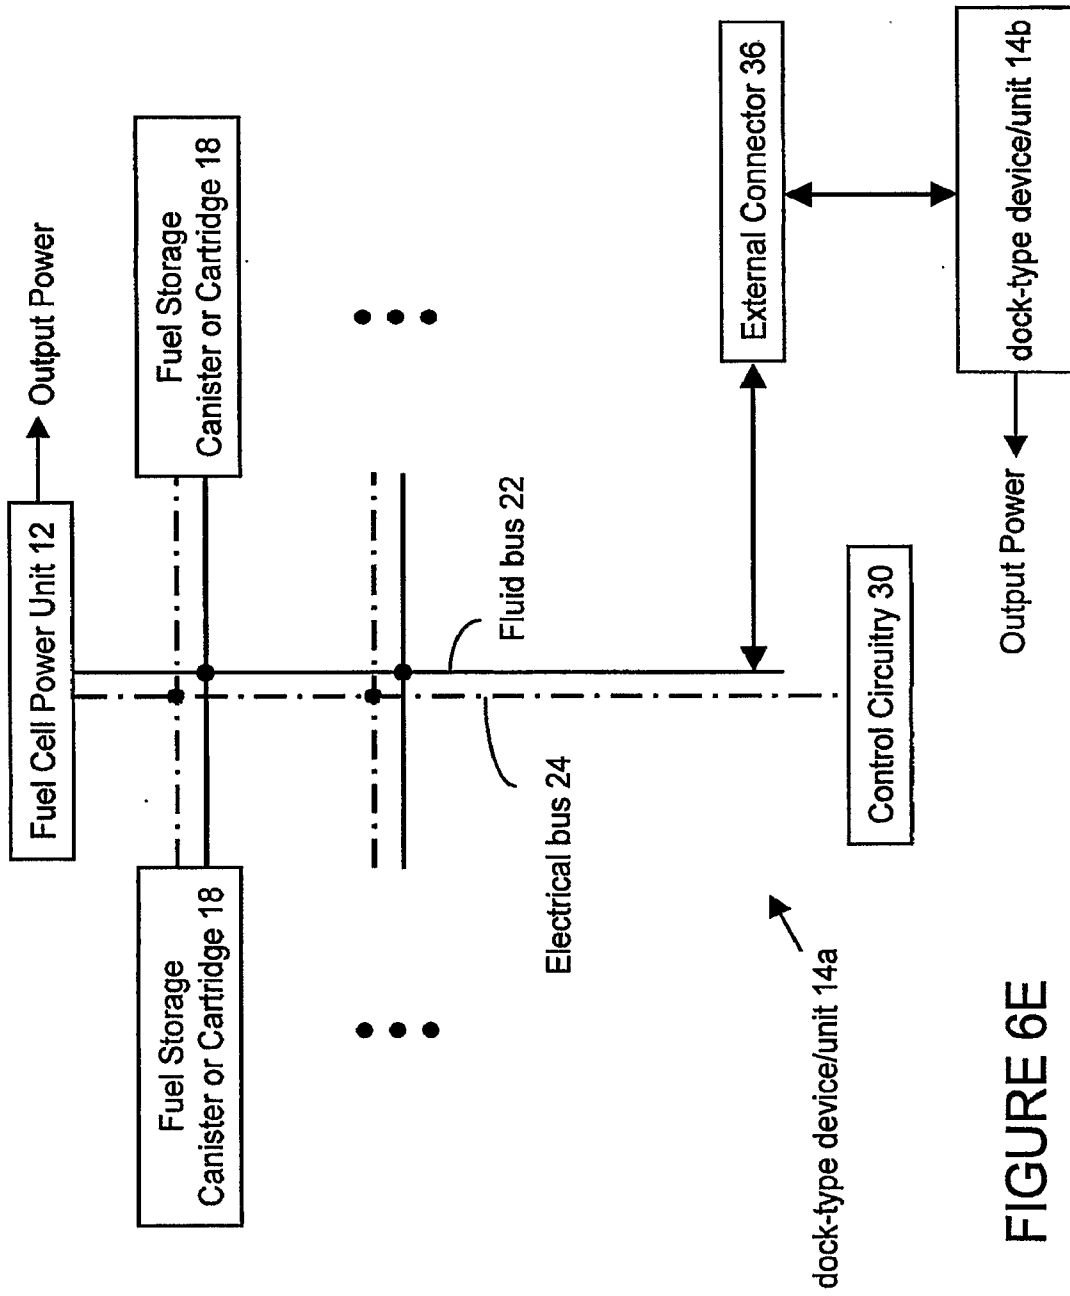 Fuel Cell Power Unit 12
Output Power
Fuel Storage
Canister or Cartridge 18
Fuel Storage
Canister or Cartridge 18
Fluid bus 22
Electrical bus 24
External Connector 36
Control Circuitry 30
dock-type device/unit 14b
Output Power
dock-type device/unit 14a
FIGURE 6E